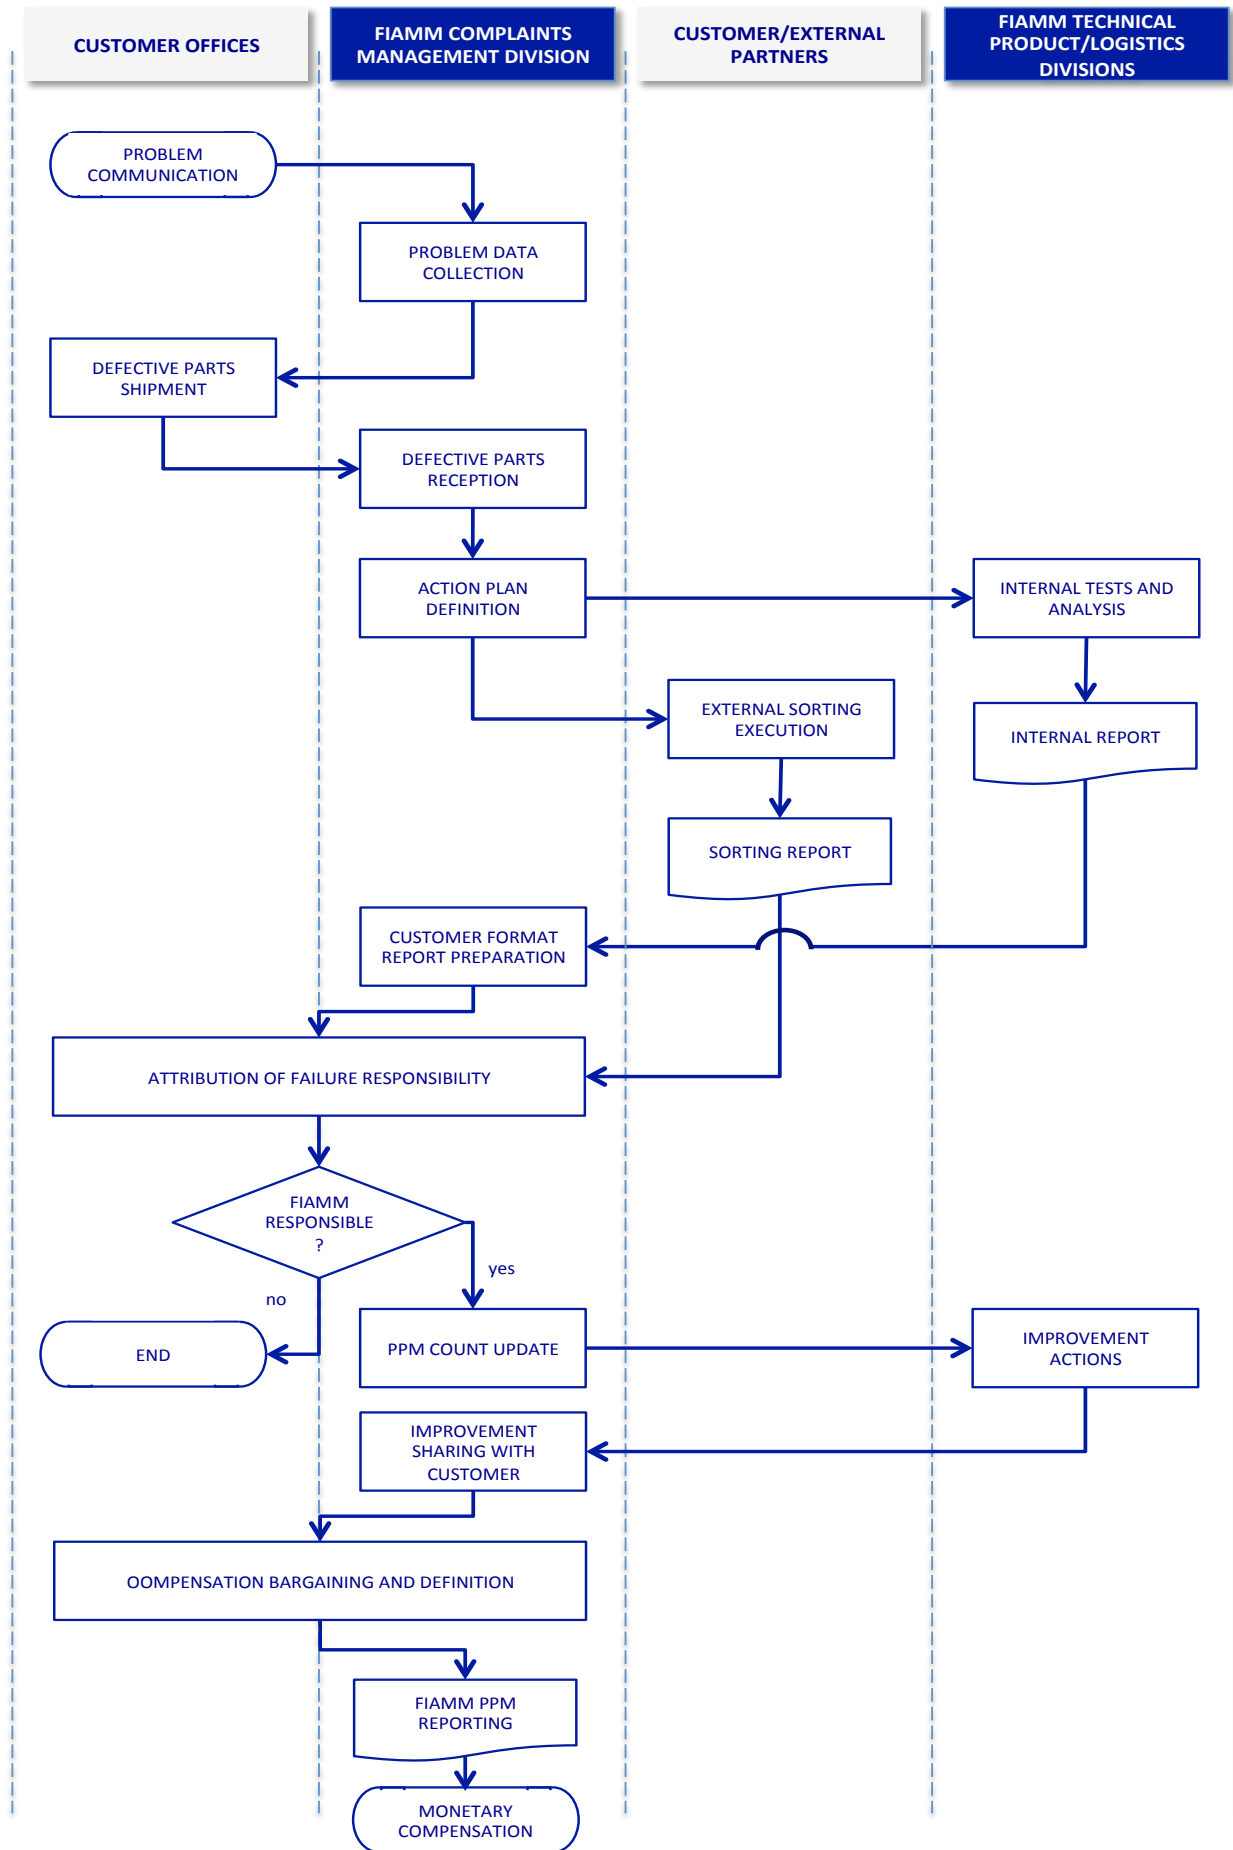 CUSTOMER OFFICES
FIAMM COMPLAINTS
MANAGEMENT DIVISION
CUSTOMER/EXTERNAL
PARTNERS
FIAMM TECHNICAL
PRODUCT/LOGISTICS
DIVISIONS
PROBLEM
COMMUNICATION
PROBLEM DATA
COLLECTION
DEFECTIVE PARTS
SHIPMENT
DEFECTIVE PARTS
RECEPTION
ACTION PLAN
DEFINITION
INTERNAL TESTS AND
ANALYSIS
EXTERNAL SORTING
EXECUTION
INTERNAL REPORT
SORTING REPORT
CUSTOMER FORMAT
REPORT PREPARATION
ATTRIBUTION OF FAILURE RESPONSIBILITY
FIAMM
RESPONSIBLE
?
yes
no
END
PPM COUNT UPDATE
IMPROVEMENT
ACTIONS
IMPROVEMENT
SHARING WITH
CUSTOMER
OOMPENSATION BARGAINING AND DEFINITION
FIAMM PPM
REPORTING
MONETARY
COMPENSATION